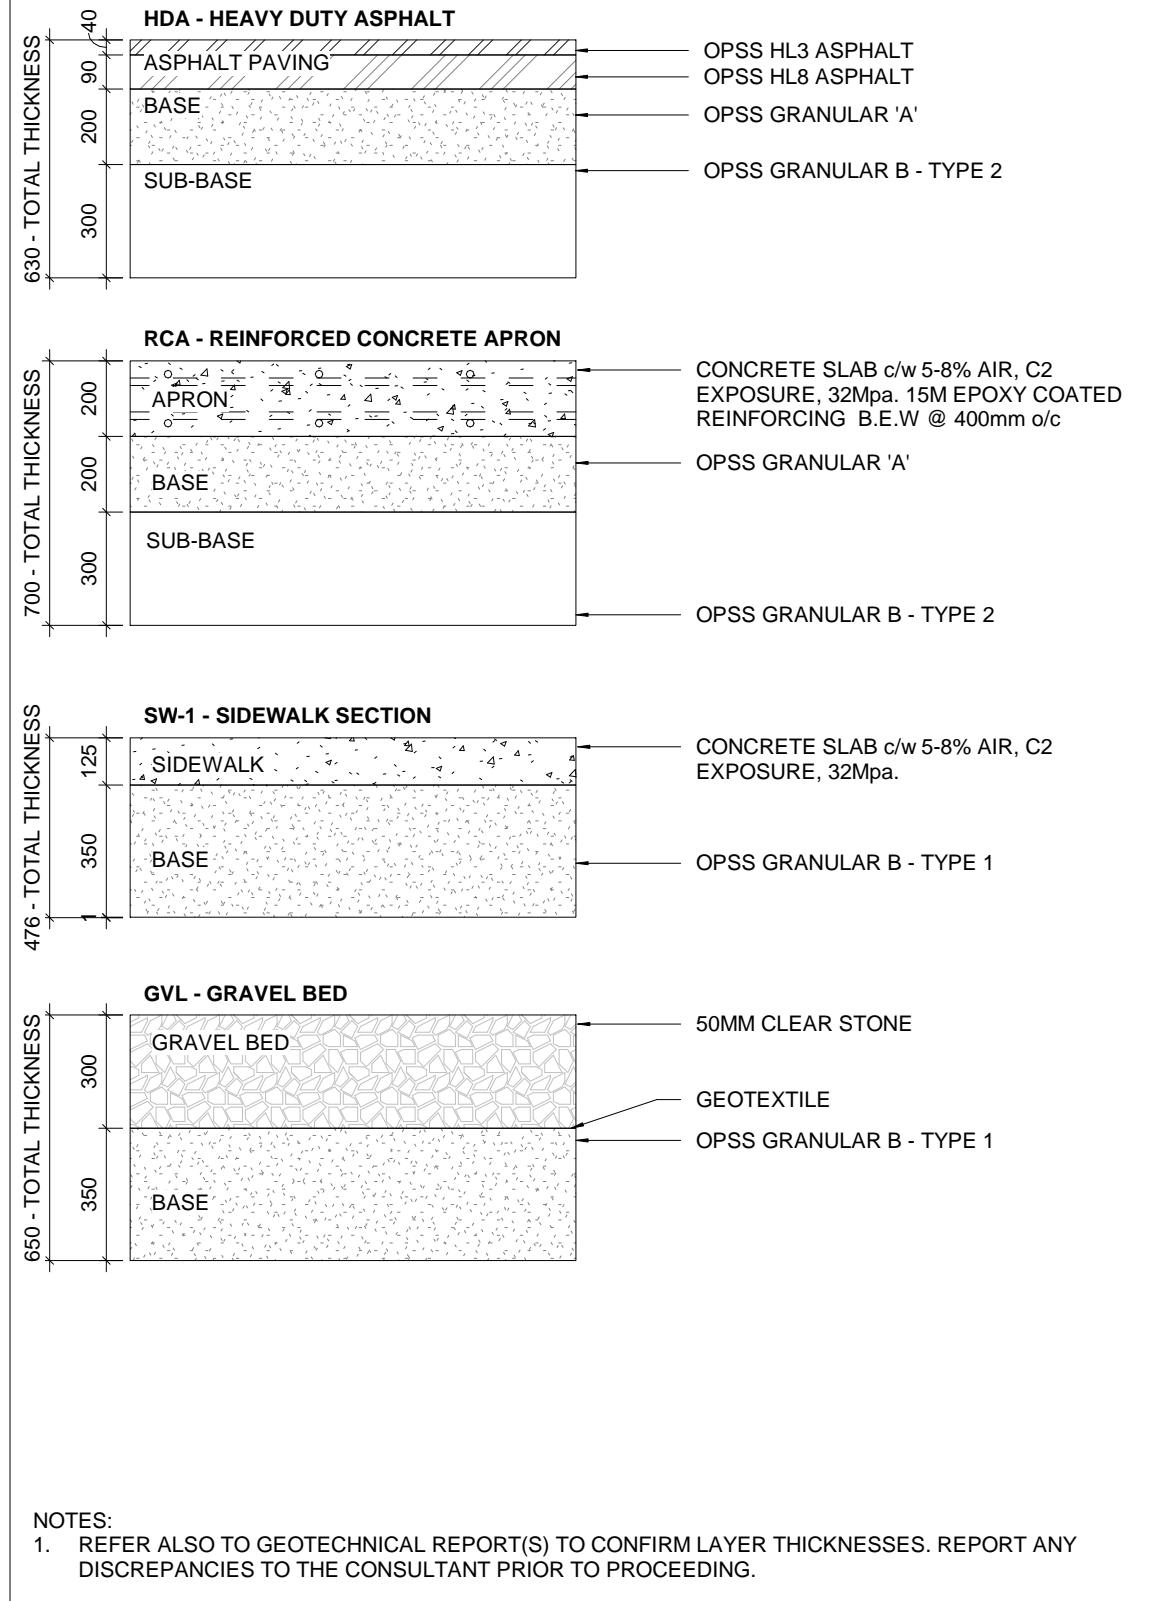 HDA - HEAVY DUTY ASPHALT
630 - TOTAL THICKNESS
40
90
200
300
ASPHALT PAVING
BASE
SUB-BASE
OPSS HL3 ASPHALT
OPSS HL8 ASPHALT
OPSS GRANULAR 'A'
OPSS GRANULAR B - TYPE 2
RCA - REINFORCED CONCRETE APRON
700 - TOTAL THICKNESS
200
200
300
APRON
BASE
SUB-BASE
CONCRETE SLAB c/w 5-8% AIR, C2
EXPOSURE, 32Mpa. 15M EPOXY COATED
REINFORCING B.E.W @ 400mm o/c
OPSS GRANULAR 'A'
OPSS GRANULAR B - TYPE 2
SW-1 - SIDEWALK SECTION
476 - TOTAL THICKNESS
125
350
1
SIDEWALK
BASE
CONCRETE SLAB c/w 5-8% AIR, C2
EXPOSURE, 32Mpa.
OPSS GRANULAR B - TYPE 1
GVL - GRAVEL BED
650 - TOTAL THICKNESS
300
350
GRAVEL BED
BASE
50MM CLEAR STONE
GEOTEXTILE
OPSS GRANULAR B - TYPE 1
NOTES:
1. REFER ALSO TO GEOTECHNICAL REPORT(S) TO CONFIRM LAYER THICKNESSES. REPORT ANY
DISCREPANCIES TO THE CONSULTANT PRIOR TO PROCEEDING.